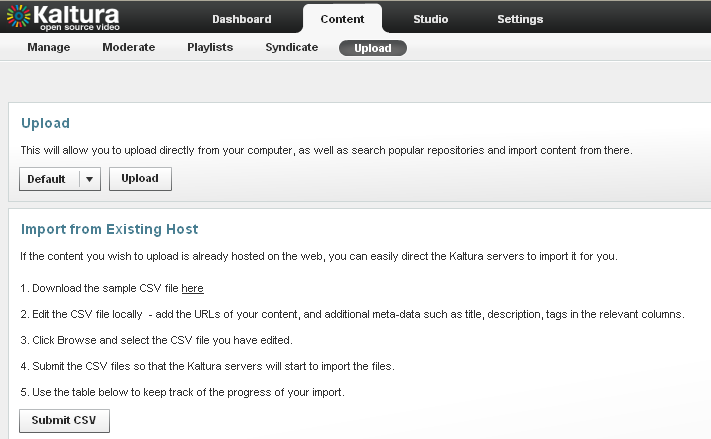 Kaltura
open source video
Dashboard Content Studio Settings
Manage Moderate Playlists Syndicate Upload
Upload
This will allow you to upload directly from your computer, as well as search popular repositories and import content from there.
Default Upload
Import from Existing Host
If the content you wish to upload is already hosted on the web, you can easily direct the Kaltura servers to import it for you.
1. Download the sample CSV file here
2. Edit the CSV file locally - add the URLs of your content, and additional meta-data such as title, description, tags in the relevant columns.
3. Click Browse and select the CSV file you have edited.
4. Submit the CSV files so that the Kaltura servers will start to import the files.
5. Use the table below to keep track of the progress of your import.
Submit CSV